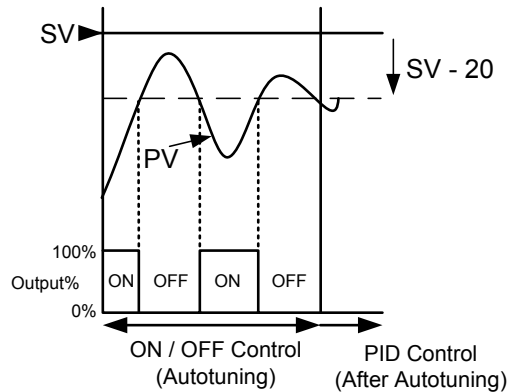 SV
SV - 20
PV
100%
Output%
0%
ON
OFF
ON
OFF
ON / OFF Control
(Autotuning)
PID Control
(After Autotuning)